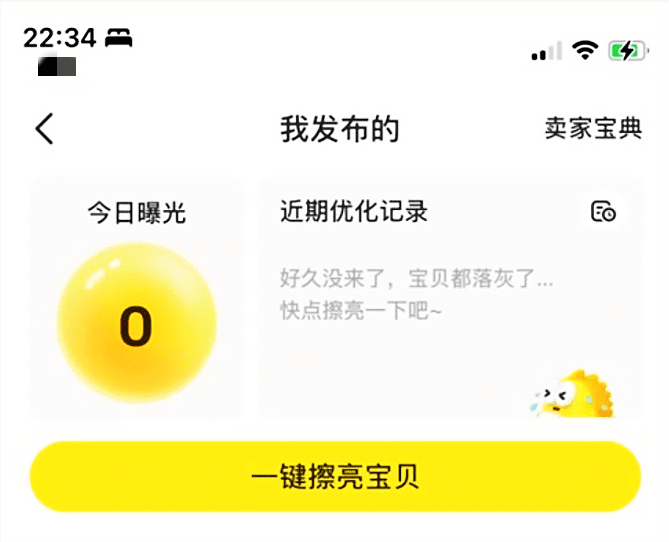 22:34
我发布的
卖家宝典
今日曝光
0
近期优化记录
好久没来了，宝贝都落灰了...
快点擦亮一下吧~
一键擦亮宝贝